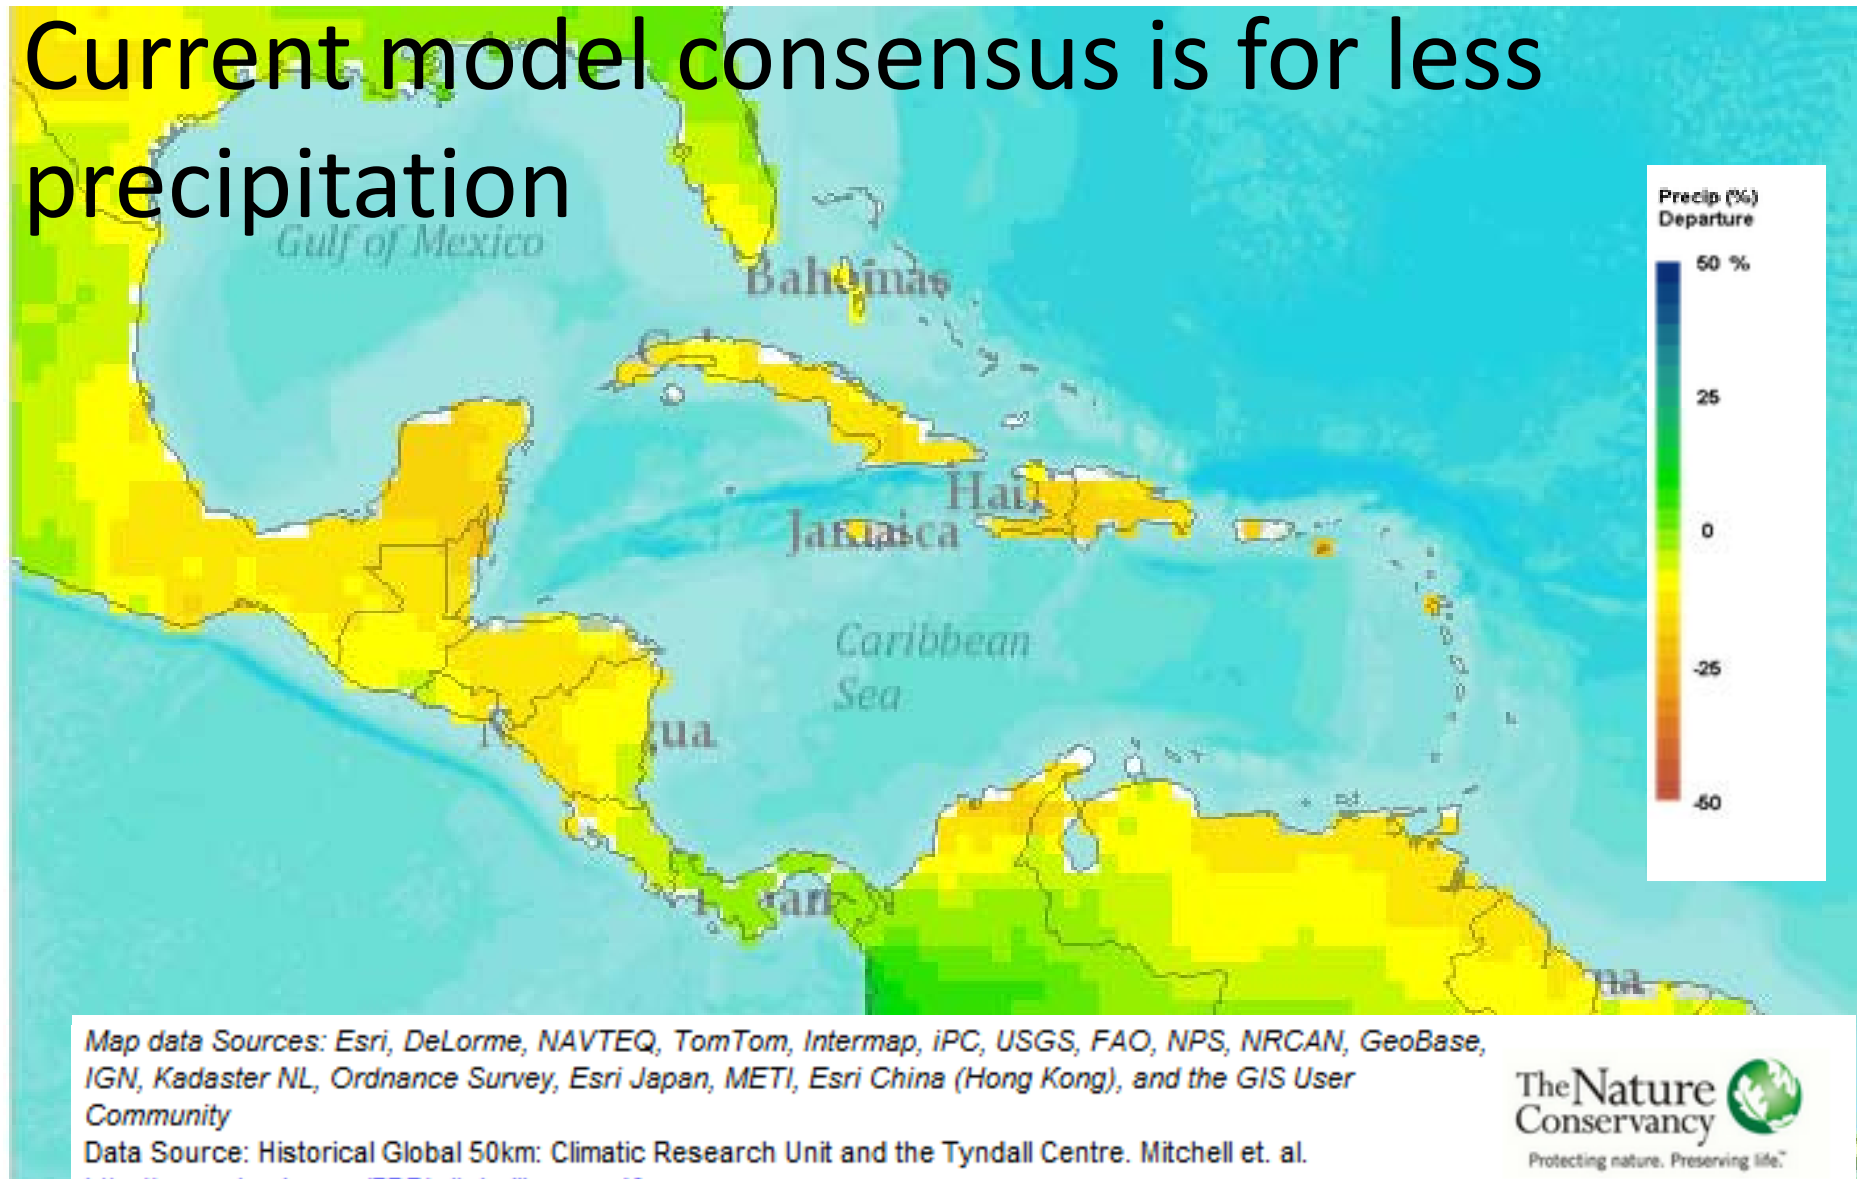 Current model consensus is for less
precipitation
Gulf of Mexico
Precip (%)
Departure
50 %
25
0
-25
-50
Bahamas
Jamaica
Caribbean
Sea
Map data Sources: Esri, DeLorme, NAVTEQ, TomTom, Intermap, iPC, USGS, FAO, NPS, NRCAN, GeoBase,
IGN, Kadaster NL, Ordnance Survey, Esri Japan, METI, Esri China (Hong Kong), and the GIS User
Community
Data Source: Historical Global 50km: Climatic Research Unit and the Tyndall Centre. Mitchell et. al.
The Nature
Conservancy
Protecting nature. Preserving life.™